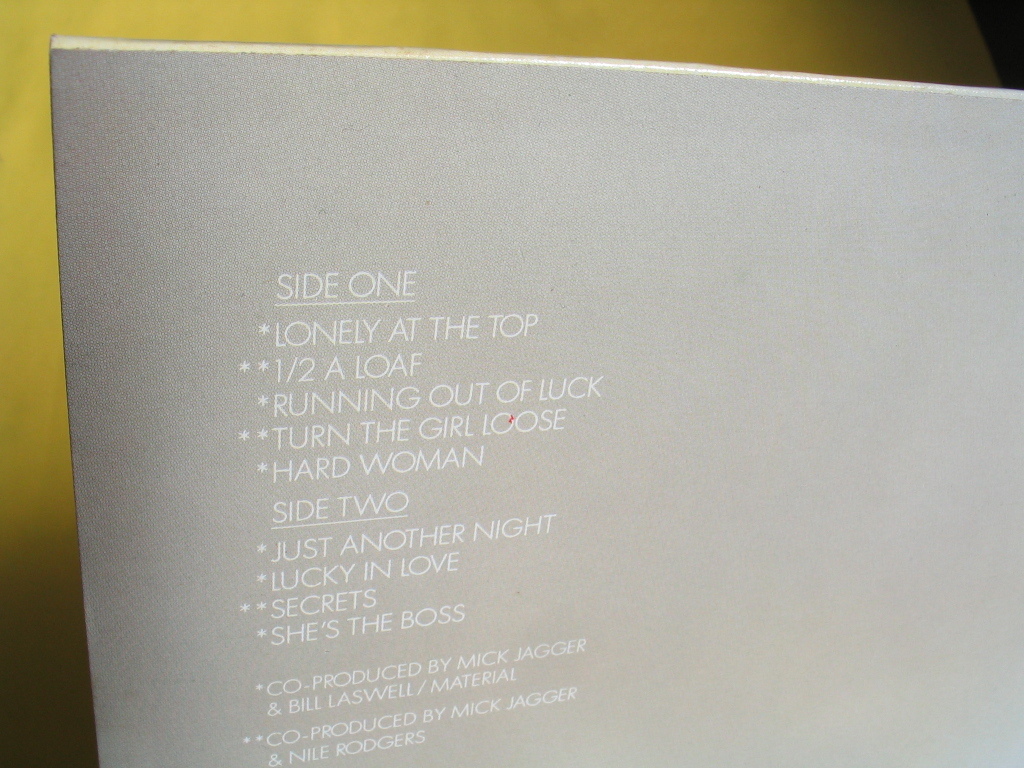 SIDE ONE
*LONELY AT THE TOP
**1/2 A LOAF
*RUNNING OUT OF LUCK
**TURN THE GIRL LOOSE
*HARD WOMAN
SIDE TWO
*JUST ANOTHER NIGHT
*LUCKY IN LOVE
**SECRETS
*SHE'S THE BOSS
*CO-PRODUCED BY MICK JAGGER
& BILL LASWELL / MATERIAL
**CO-PRODUCED BY MICK JAGGER
& NILE RODGERS